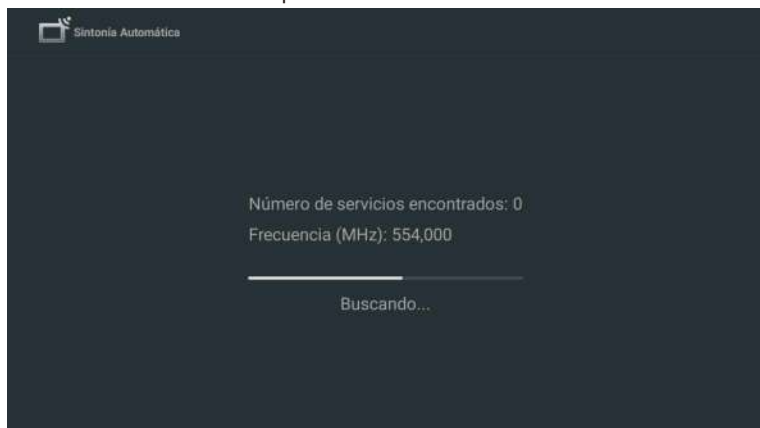 Sintonía Automática
Número de servicios encontrados: 0
Frecuencia (MHz): 554,000
Buscando...